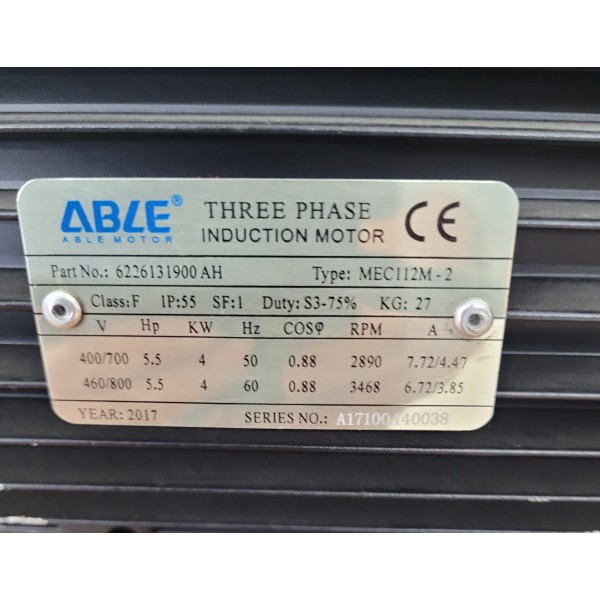 ABLE® THREE PHASE CE
ABLE MOTOR INDUCTION MOTOR
Part No.: 6226131900 AH Type: MEC112M-2
Class:F IP:55 SF:1 Duty: S3-75% KG: 27
V Hp KW Hz COSφ RPM A
400/700 5.5 4 50 0.88 2890 7.72/4.47
460/800 5.5 4 60 0.88 3468 6.72/3.85
YEAR: 2017 SERIES NO.: A17100440038